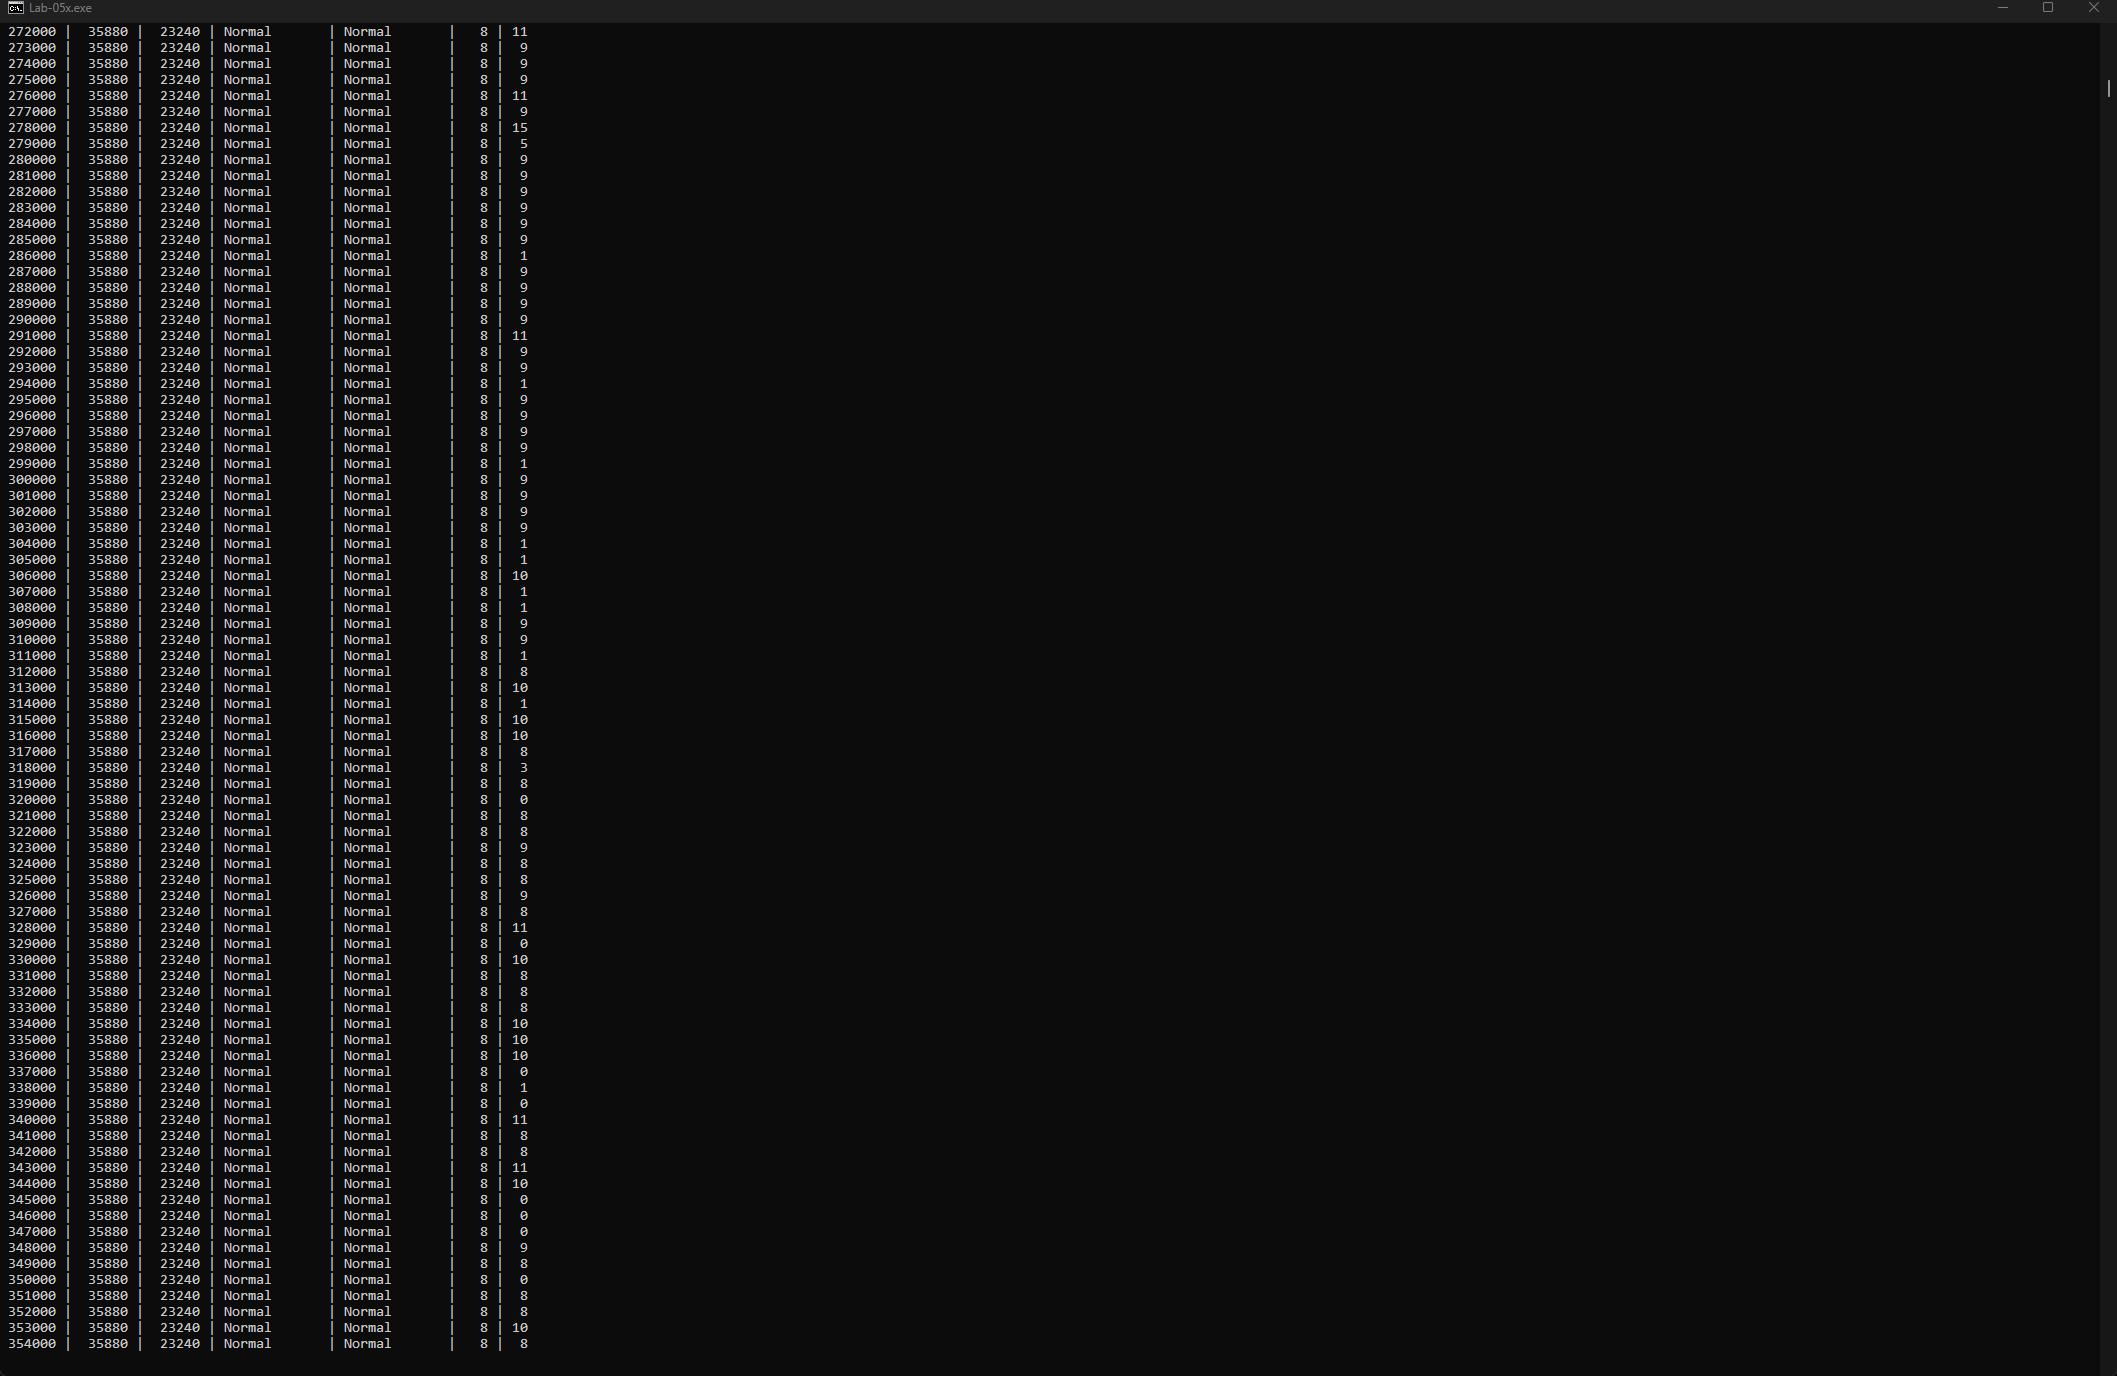 Lab-05x.exe
272000 |  35880 |  23240 | Normal       | Normal       |   8 | 11
273000 |  35880 |  23240 | Normal       | Normal       |   8 |  9
274000 |  35880 |  23240 | Normal       | Normal       |   8 |  9
275000 |  35880 |  23240 | Normal       | Normal       |   8 |  9
276000 |  35880 |  23240 | Normal       | Normal       |   8 | 11
277000 |  35880 |  23240 | Normal       | Normal       |   8 |  9
278000 |  35880 |  23240 | Normal       | Normal       |   8 | 15
279000 |  35880 |  23240 | Normal       | Normal       |   8 |  5
280000 |  35880 |  23240 | Normal       | Normal       |   8 |  9
281000 |  35880 |  23240 | Normal       | Normal       |   8 |  9
282000 |  35880 |  23240 | Normal       | Normal       |   8 |  9
283000 |  35880 |  23240 | Normal       | Normal       |   8 |  9
284000 |  35880 |  23240 | Normal       | Normal       |   8 |  9
285000 |  35880 |  23240 | Normal       | Normal       |   8 |  9
286000 |  35880 |  23240 | Normal       | Normal       |   8 |  1
287000 |  35880 |  23240 | Normal       | Normal       |   8 |  9
288000 |  35880 |  23240 | Normal       | Normal       |   8 |  9
289000 |  35880 |  23240 | Normal       | Normal       |   8 |  9
290000 |  35880 |  23240 | Normal       | Normal       |   8 |  9
291000 |  35880 |  23240 | Normal       | Normal       |   8 | 11
292000 |  35880 |  23240 | Normal       | Normal       |   8 |  9
293000 |  35880 |  23240 | Normal       | Normal       |   8 |  9
294000 |  35880 |  23240 | Normal       | Normal       |   8 |  1
295000 |  35880 |  23240 | Normal       | Normal       |   8 |  9
296000 |  35880 |  23240 | Normal       | Normal       |   8 |  9
297000 |  35880 |  23240 | Normal       | Normal       |   8 |  9
298000 |  35880 |  23240 | Normal       | Normal       |   8 |  9
299000 |  35880 |  23240 | Normal       | Normal       |   8 |  1
300000 |  35880 |  23240 | Normal       | Normal       |   8 |  9
301000 |  35880 |  23240 | Normal       | Normal       |   8 |  9
302000 |  35880 |  23240 | Normal       | Normal       |   8 |  9
303000 |  35880 |  23240 | Normal       | Normal       |   8 |  9
304000 |  35880 |  23240 | Normal       | Normal       |   8 |  1
305000 |  35880 |  23240 | Normal       | Normal       |   8 |  1
306000 |  35880 |  23240 | Normal       | Normal       |   8 | 10
307000 |  35880 |  23240 | Normal       | Normal       |   8 |  1
308000 |  35880 |  23240 | Normal       | Normal       |   8 |  1
309000 |  35880 |  23240 | Normal       | Normal       |   8 |  9
310000 |  35880 |  23240 | Normal       | Normal       |   8 |  9
311000 |  35880 |  23240 | Normal       | Normal       |   8 |  1
312000 |  35880 |  23240 | Normal       | Normal       |   8 |  8
313000 |  35880 |  23240 | Normal       | Normal       |   8 | 10
314000 |  35880 |  23240 | Normal       | Normal       |   8 |  1
315000 |  35880 |  23240 | Normal       | Normal       |   8 | 10
316000 |  35880 |  23240 | Normal       | Normal       |   8 | 10
317000 |  35880 |  23240 | Normal       | Normal       |   8 |  8
318000 |  35880 |  23240 | Normal       | Normal       |   8 |  3
319000 |  35880 |  23240 | Normal       | Normal       |   8 |  8
320000 |  35880 |  23240 | Normal       | Normal       |   8 |  0
321000 |  35880 |  23240 | Normal       | Normal       |   8 |  8
322000 |  35880 |  23240 | Normal       | Normal       |   8 |  8
323000 |  35880 |  23240 | Normal       | Normal       |   8 |  9
324000 |  35880 |  23240 | Normal       | Normal       |   8 |  8
325000 |  35880 |  23240 | Normal       | Normal       |   8 |  8
326000 |  35880 |  23240 | Normal       | Normal       |   8 |  9
327000 |  35880 |  23240 | Normal       | Normal       |   8 |  8
328000 |  35880 |  23240 | Normal       | Normal       |   8 | 11
329000 |  35880 |  23240 | Normal       | Normal       |   8 |  0
330000 |  35880 |  23240 | Normal       | Normal       |   8 | 10
331000 |  35880 |  23240 | Normal       | Normal       |   8 |  8
332000 |  35880 |  23240 | Normal       | Normal       |   8 |  8
333000 |  35880 |  23240 | Normal       | Normal       |   8 |  8
334000 |  35880 |  23240 | Normal       | Normal       |   8 | 10
335000 |  35880 |  23240 | Normal       | Normal       |   8 | 10
336000 |  35880 |  23240 | Normal       | Normal       |   8 | 10
337000 |  35880 |  23240 | Normal       | Normal       |   8 |  0
338000 |  35880 |  23240 | Normal       | Normal       |   8 |  1
339000 |  35880 |  23240 | Normal       | Normal       |   8 |  0
340000 |  35880 |  23240 | Normal       | Normal       |   8 | 11
341000 |  35880 |  23240 | Normal       | Normal       |   8 |  8
342000 |  35880 |  23240 | Normal       | Normal       |   8 |  8
343000 |  35880 |  23240 | Normal       | Normal       |   8 | 11
344000 |  35880 |  23240 | Normal       | Normal       |   8 | 10
345000 |  35880 |  23240 | Normal       | Normal       |   8 |  0
346000 |  35880 |  23240 | Normal       | Normal       |   8 |  0
347000 |  35880 |  23240 | Normal       | Normal       |   8 |  0
348000 |  35880 |  23240 | Normal       | Normal       |   8 |  9
349000 |  35880 |  23240 | Normal       | Normal       |   8 |  8
350000 |  35880 |  23240 | Normal       | Normal       |   8 |  0
351000 |  35880 |  23240 | Normal       | Normal       |   8 |  8
352000 |  35880 |  23240 | Normal       | Normal       |   8 |  8
353000 |  35880 |  23240 | Normal       | Normal       |   8 | 10
354000 |  35880 |  23240 | Normal       | Normal       |   8 |  8